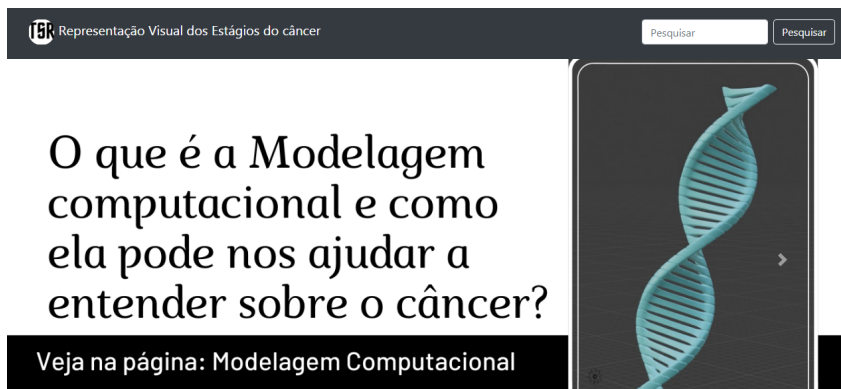 TGR Representação Visual dos Estágios do câncer
Pesquisar
Pesquisar
O que é a Modelagem
computacional e como
ela pode nos ajudar a
entender sobre o câncer?
Veja na página: Modelagem Computacional